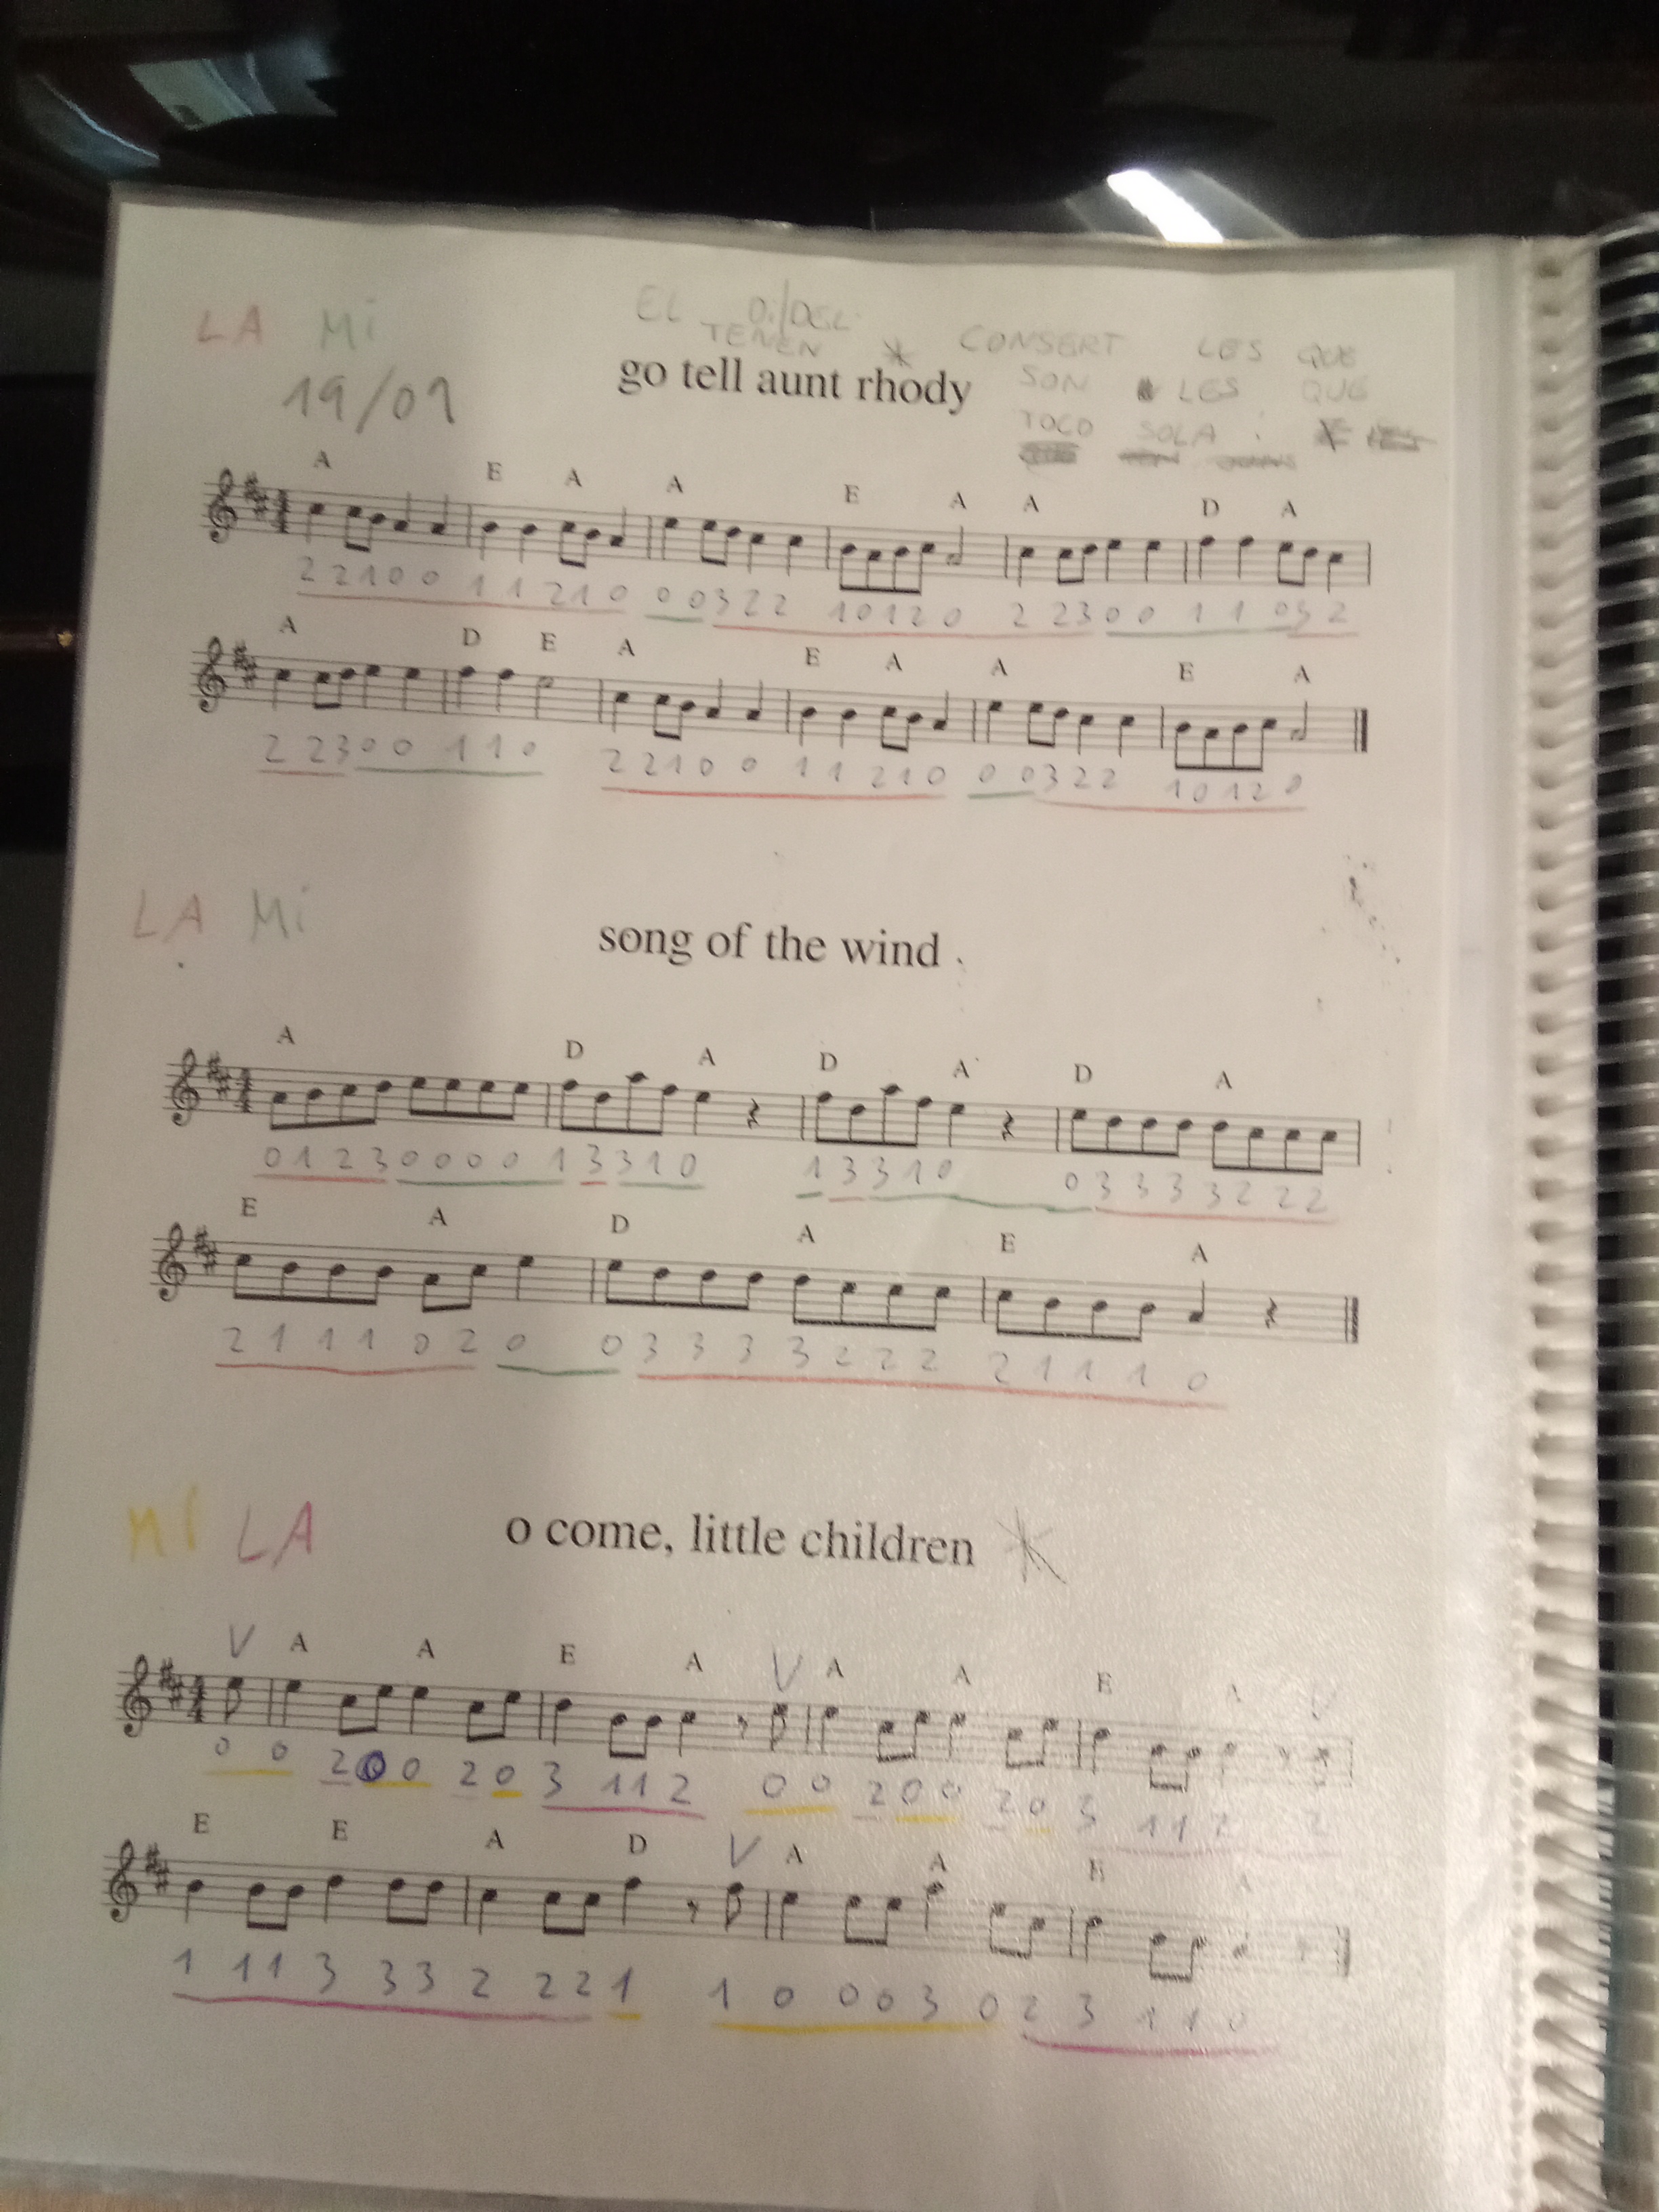 LA Mi
EL DEL
TENEN * CONSERT LES QUE
go tell aunt rhody SON LES QUE
19/09
TOCO SOLA :
A E A A E A A D A
2 2 1 0 0 1 1 2 1 0 0 0 3 2 2 1 0 1 2 0 2 2 3 0 0 1 1 0 3 2
A D E A E A A E A
2 2 3 0 0 1 1 0 2 2 1 0 0 1 1 2 1 0 0 0 3 2 2 1 0 1 2 0
LA Mi
song of the wind
A D A D A D A
4/4
0 1 2 3 0 0 0 0 1 3 3 1 0 1 3 3 1 0 0 3 3 3 3 2 2 2
E A D A E A
2 1 1 1 0 2 0 0 3 3 3 3 2 2 2 2 1 1 1 0
MI LA
o come, little children *
V A A E A V A A E A V
4/4
0 0 2 0 0 2 0 3 1 1 2 0 0 2 0 0 2 0 3 1 1 2 2
E E A D V A A E A
1 1 1 3 3 3 2 2 2 1 1 0 0 0 3 0 2 3 1 1 0